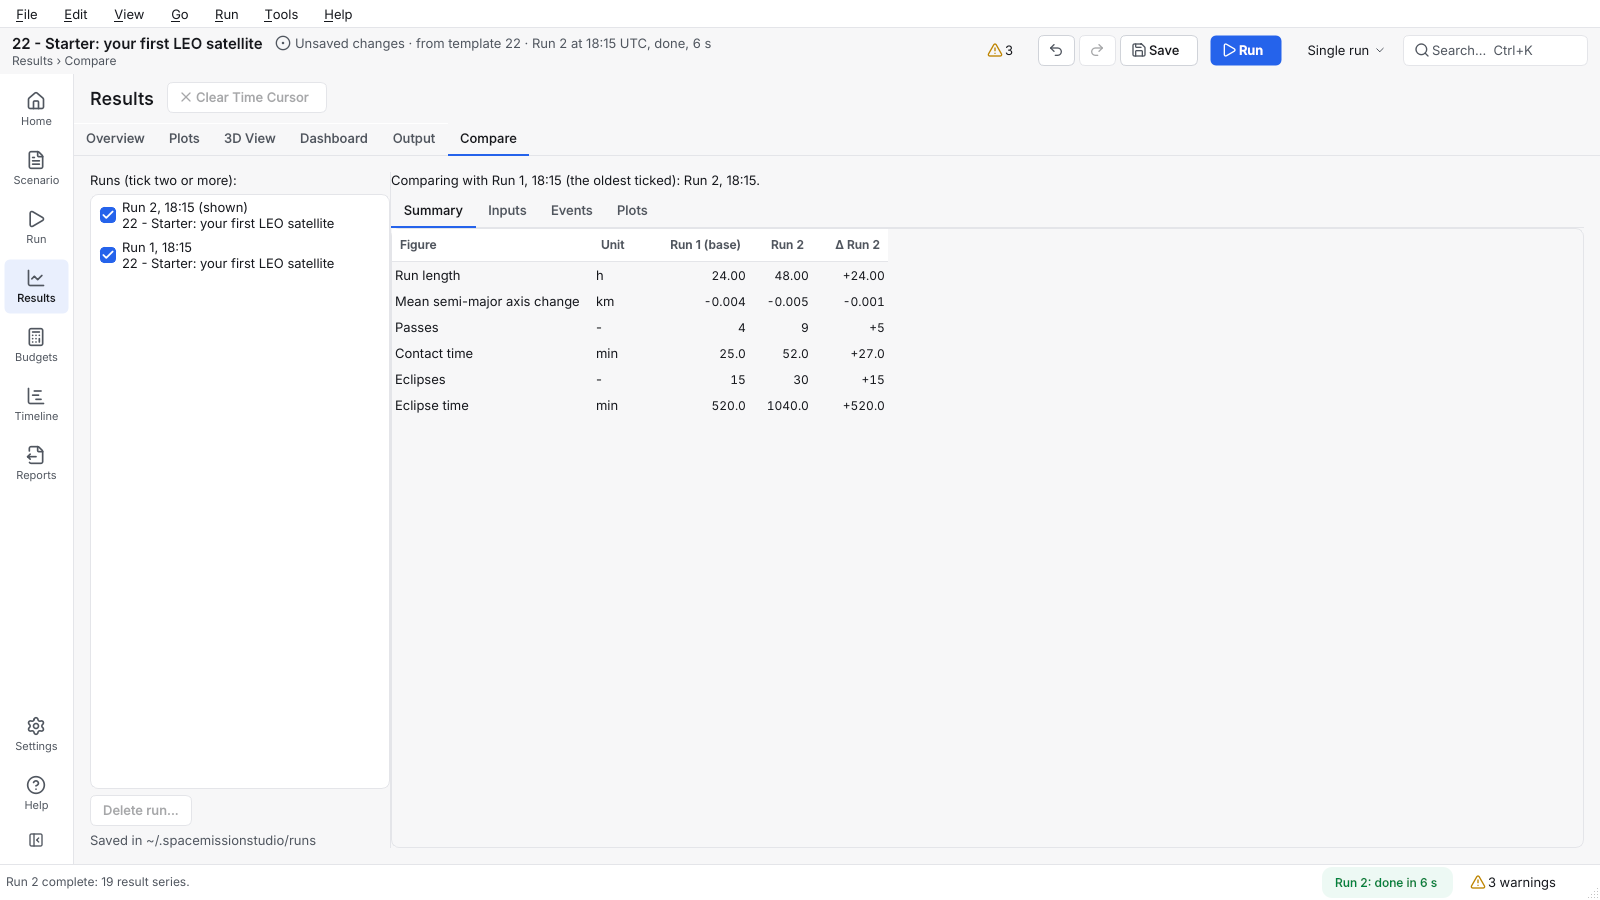 File Edit View Go Run Tools Help
22 - Starter: your first LEO satellite Unsaved changes · from template 22 · Run 2 at 18:15 UTC, done, 6 s
Results › Compare
3 Save Run Single run Search... Ctrl+K
Home
Scenario
Run
Results
Budgets
Timeline
Reports
Settings
Help
Results Clear Time Cursor
Overview Plots 3D View Dashboard Output Compare
Runs (tick two or more):
Run 2, 18:15 (shown)
22 - Starter: your first LEO satellite
Run 1, 18:15
22 - Starter: your first LEO satellite
Delete run...
Saved in ~/.spacemissionstudio/runs
Comparing with Run 1, 18:15 (the oldest ticked): Run 2, 18:15.
Summary Inputs Events Plots
Figure Unit Run 1 (base) Run 2 Δ Run 2
Run length h 24.00 48.00 +24.00
Mean semi-major axis change km -0.004 -0.005 -0.001
Passes - 4 9 +5
Contact time min 25.0 52.0 +27.0
Eclipses - 15 30 +15
Eclipse time min 520.0 1040.0 +520.0
Run 2 complete: 19 result series.
Run 2: done in 6 s 3 warnings